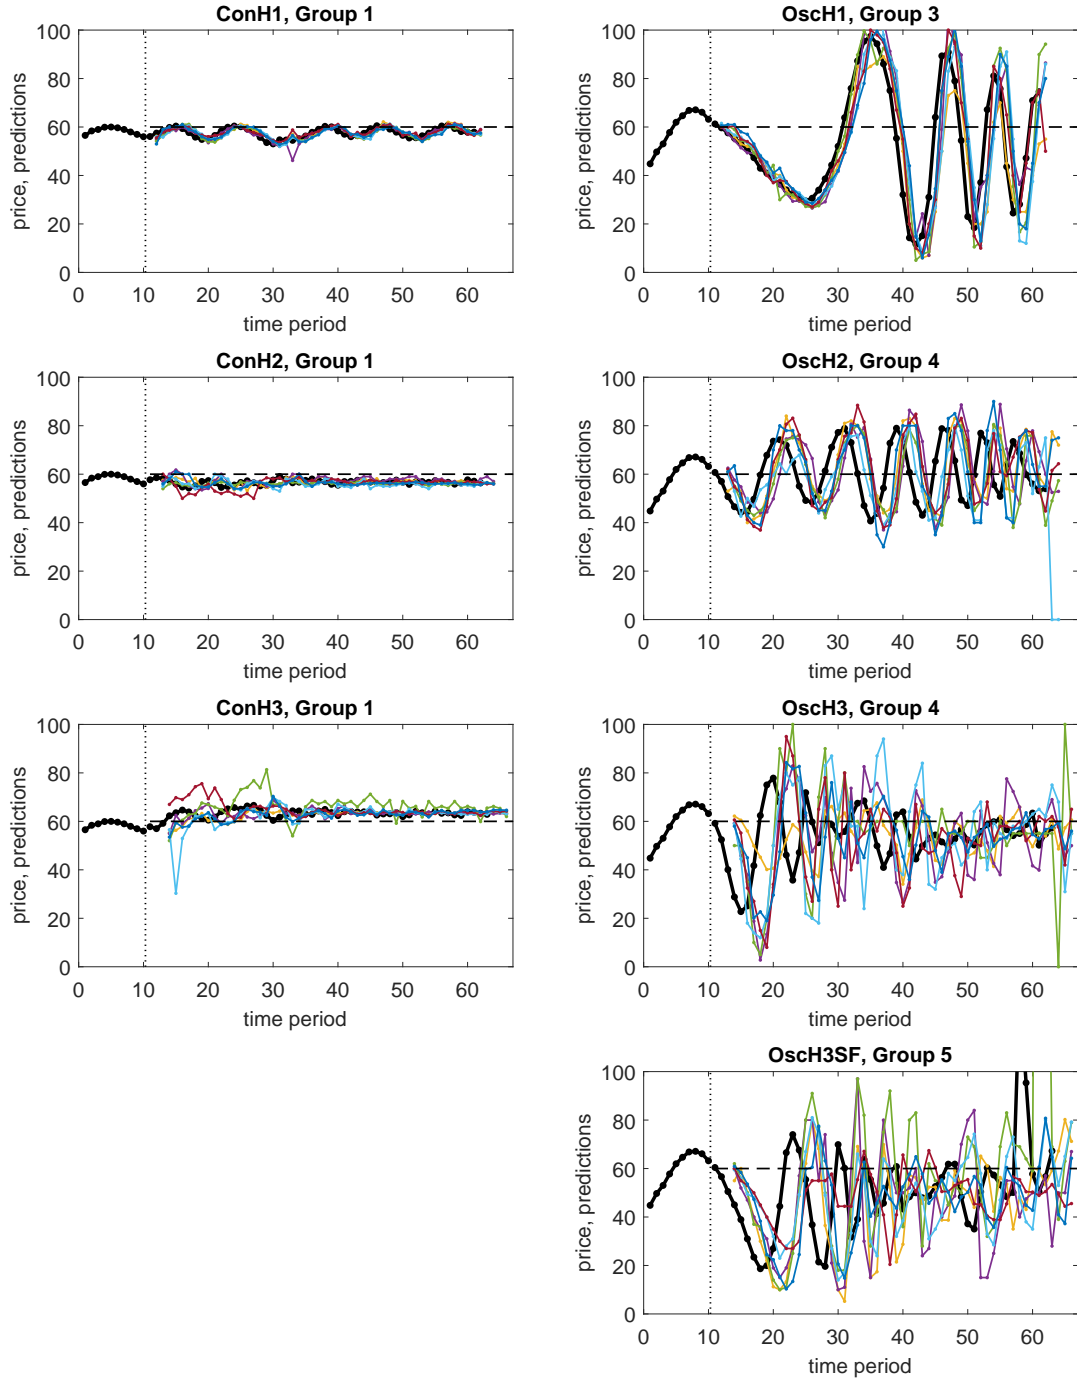 ConH1, Group 1
100
80
60
40
20
0
price, predictions
0 10 20 30 40 50 60
time period
OscH1, Group 3
100
80
60
40
20
0
price, predictions
0 10 20 30 40 50 60
time period
ConH2, Group 1
100
80
60
40
20
0
price, predictions
0 10 20 30 40 50 60
time period
OscH2, Group 4
100
80
60
40
20
0
price, predictions
0 10 20 30 40 50 60
time period
ConH3, Group 1
100
80
60
40
20
0
price, predictions
0 10 20 30 40 50 60
time period
OscH3, Group 4
100
80
60
40
20
0
price, predictions
0 10 20 30 40 50 60
time period
OscH3SF, Group 5
100
80
60
40
20
0
price, predictions
0 10 20 30 40 50 60
time period